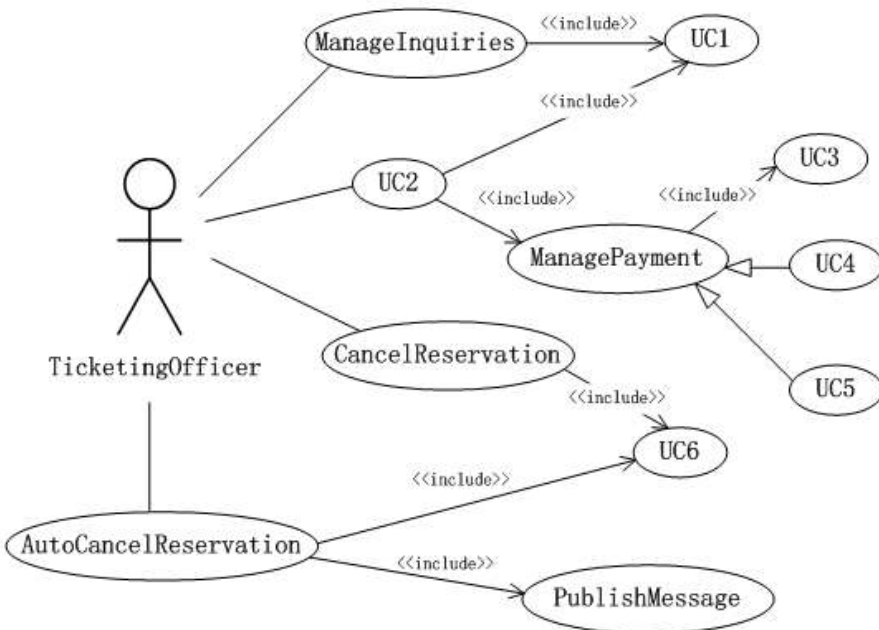 <<include>>
ManageInquiries
UC1
<<include>>
UC3
UC2
<<include>>
<<include>>
ManagePayment
UC4
CancelReservation
TicketingOfficer
UC5
<<include>>
UC6
<<include>>
AutoCancelReservation
<<include>>
PublishMessage